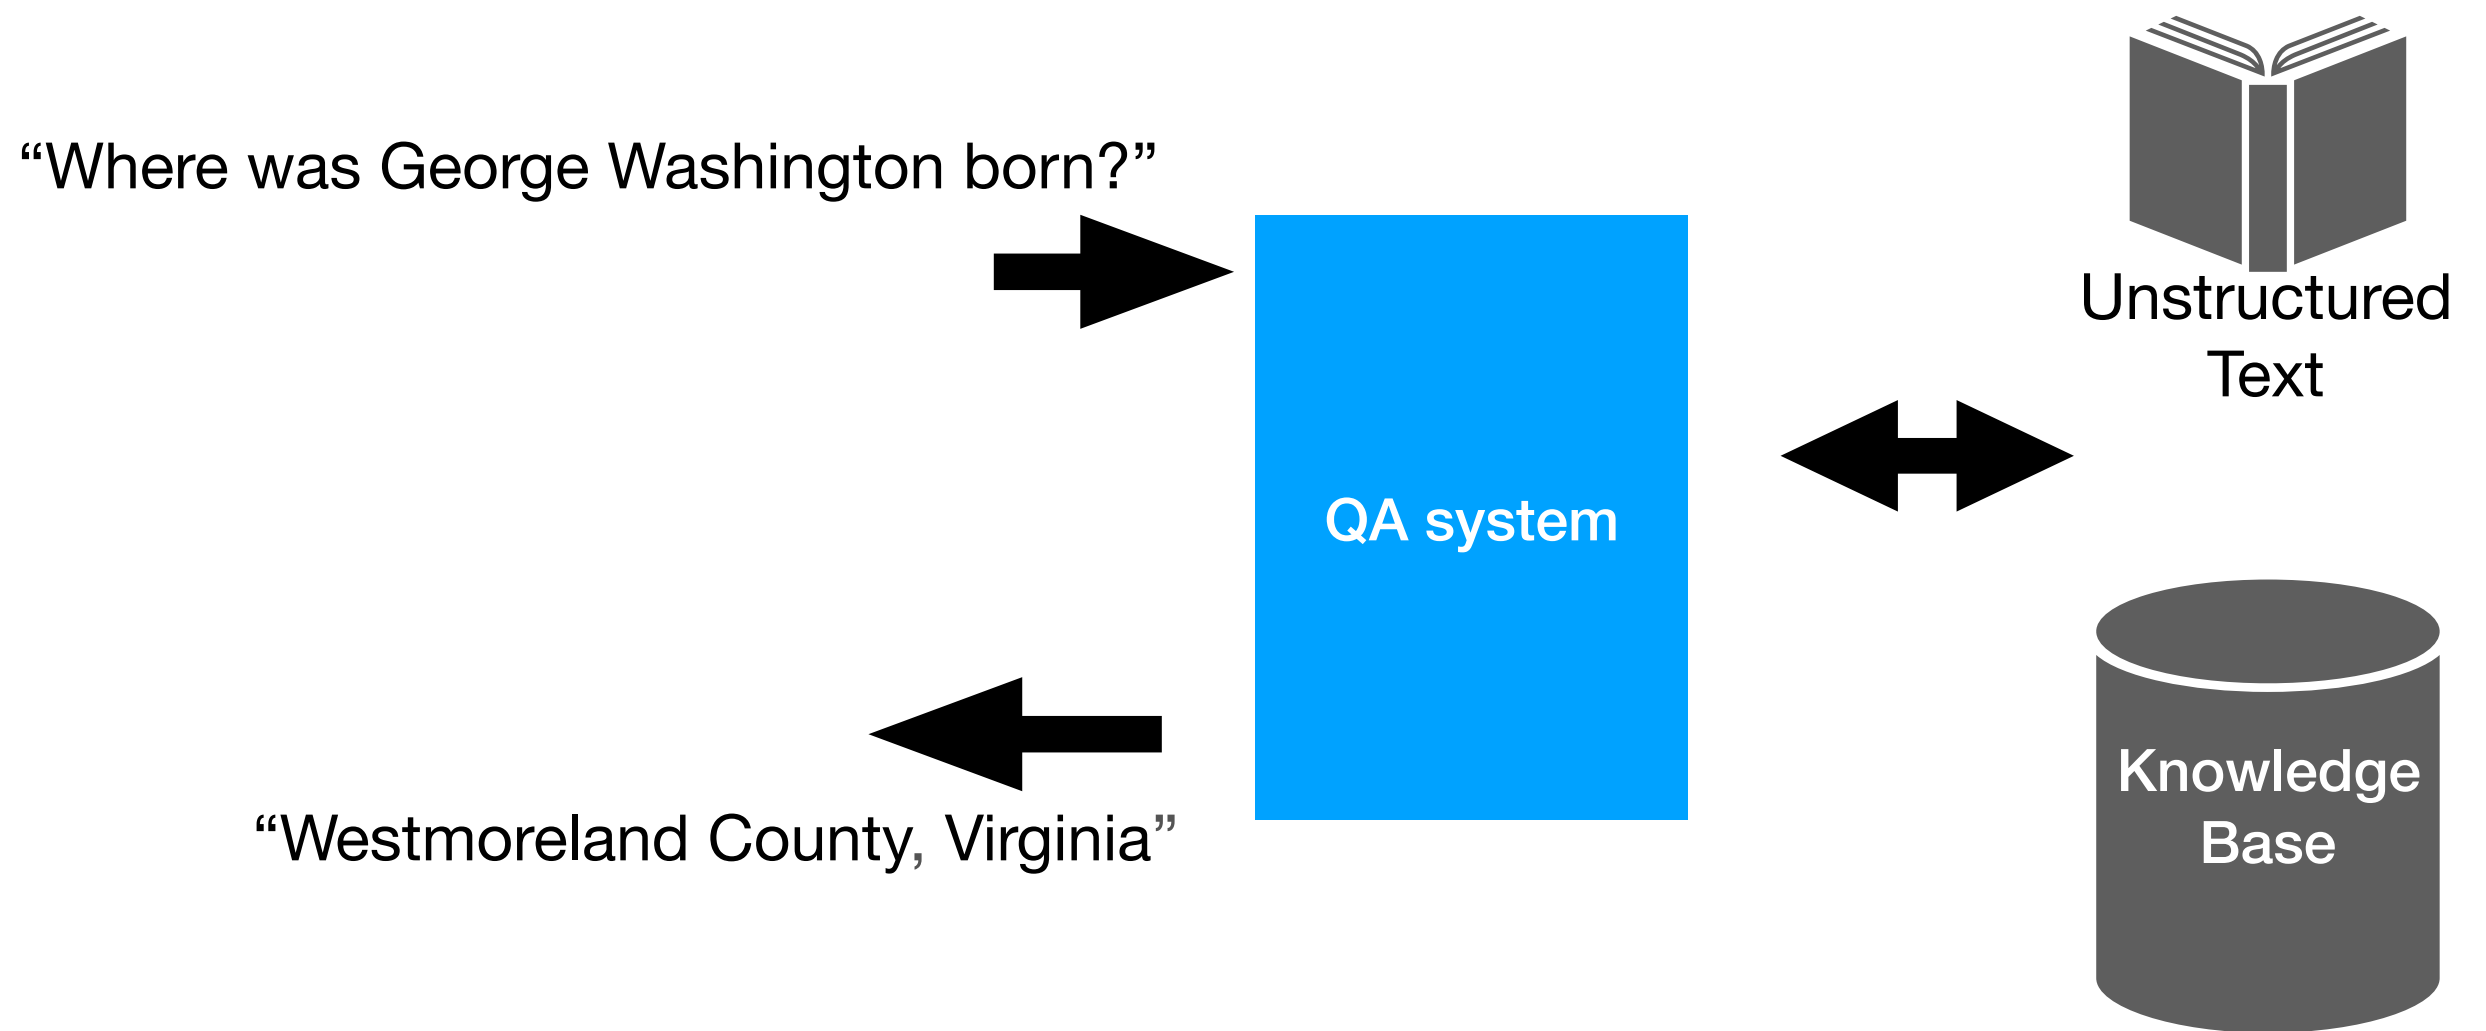 “Where was George Washington born?”
Unstructured
Text
QA system
Knowledge
Base
“Westmoreland County, Virginia”